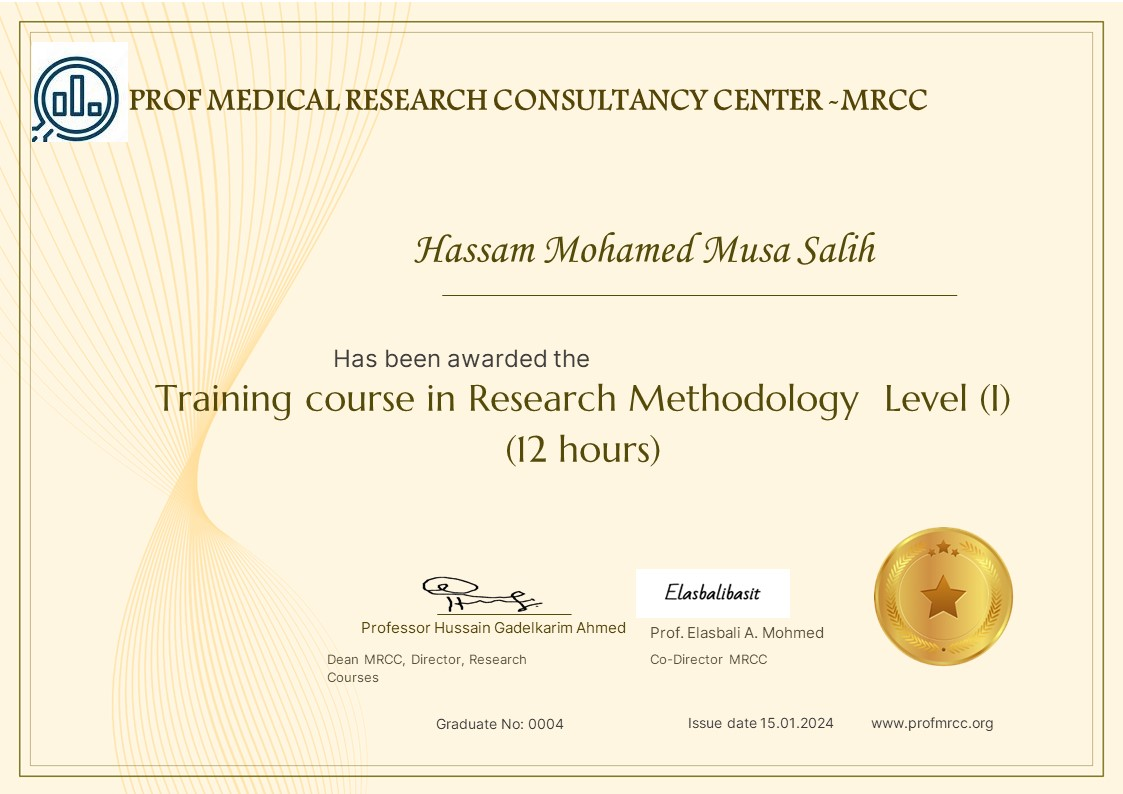 PROF MEDICAL RESEARCH CONSULTANCY CENTER ~MRCC
Hassam Mohamed Musa Salih
Has been awarded the
Training course in Research Methodology Level (I)
(12 hours)
Elasbalibasit
Professor Hussain Gadelkarim Ahmed
Prof. Elasbali A. Mohmed
Dean MRCC, Director, Research
Courses
Co-Director MRCC
Graduate No: 0004
Issue date 15.01.2024
www.profmrcc.org